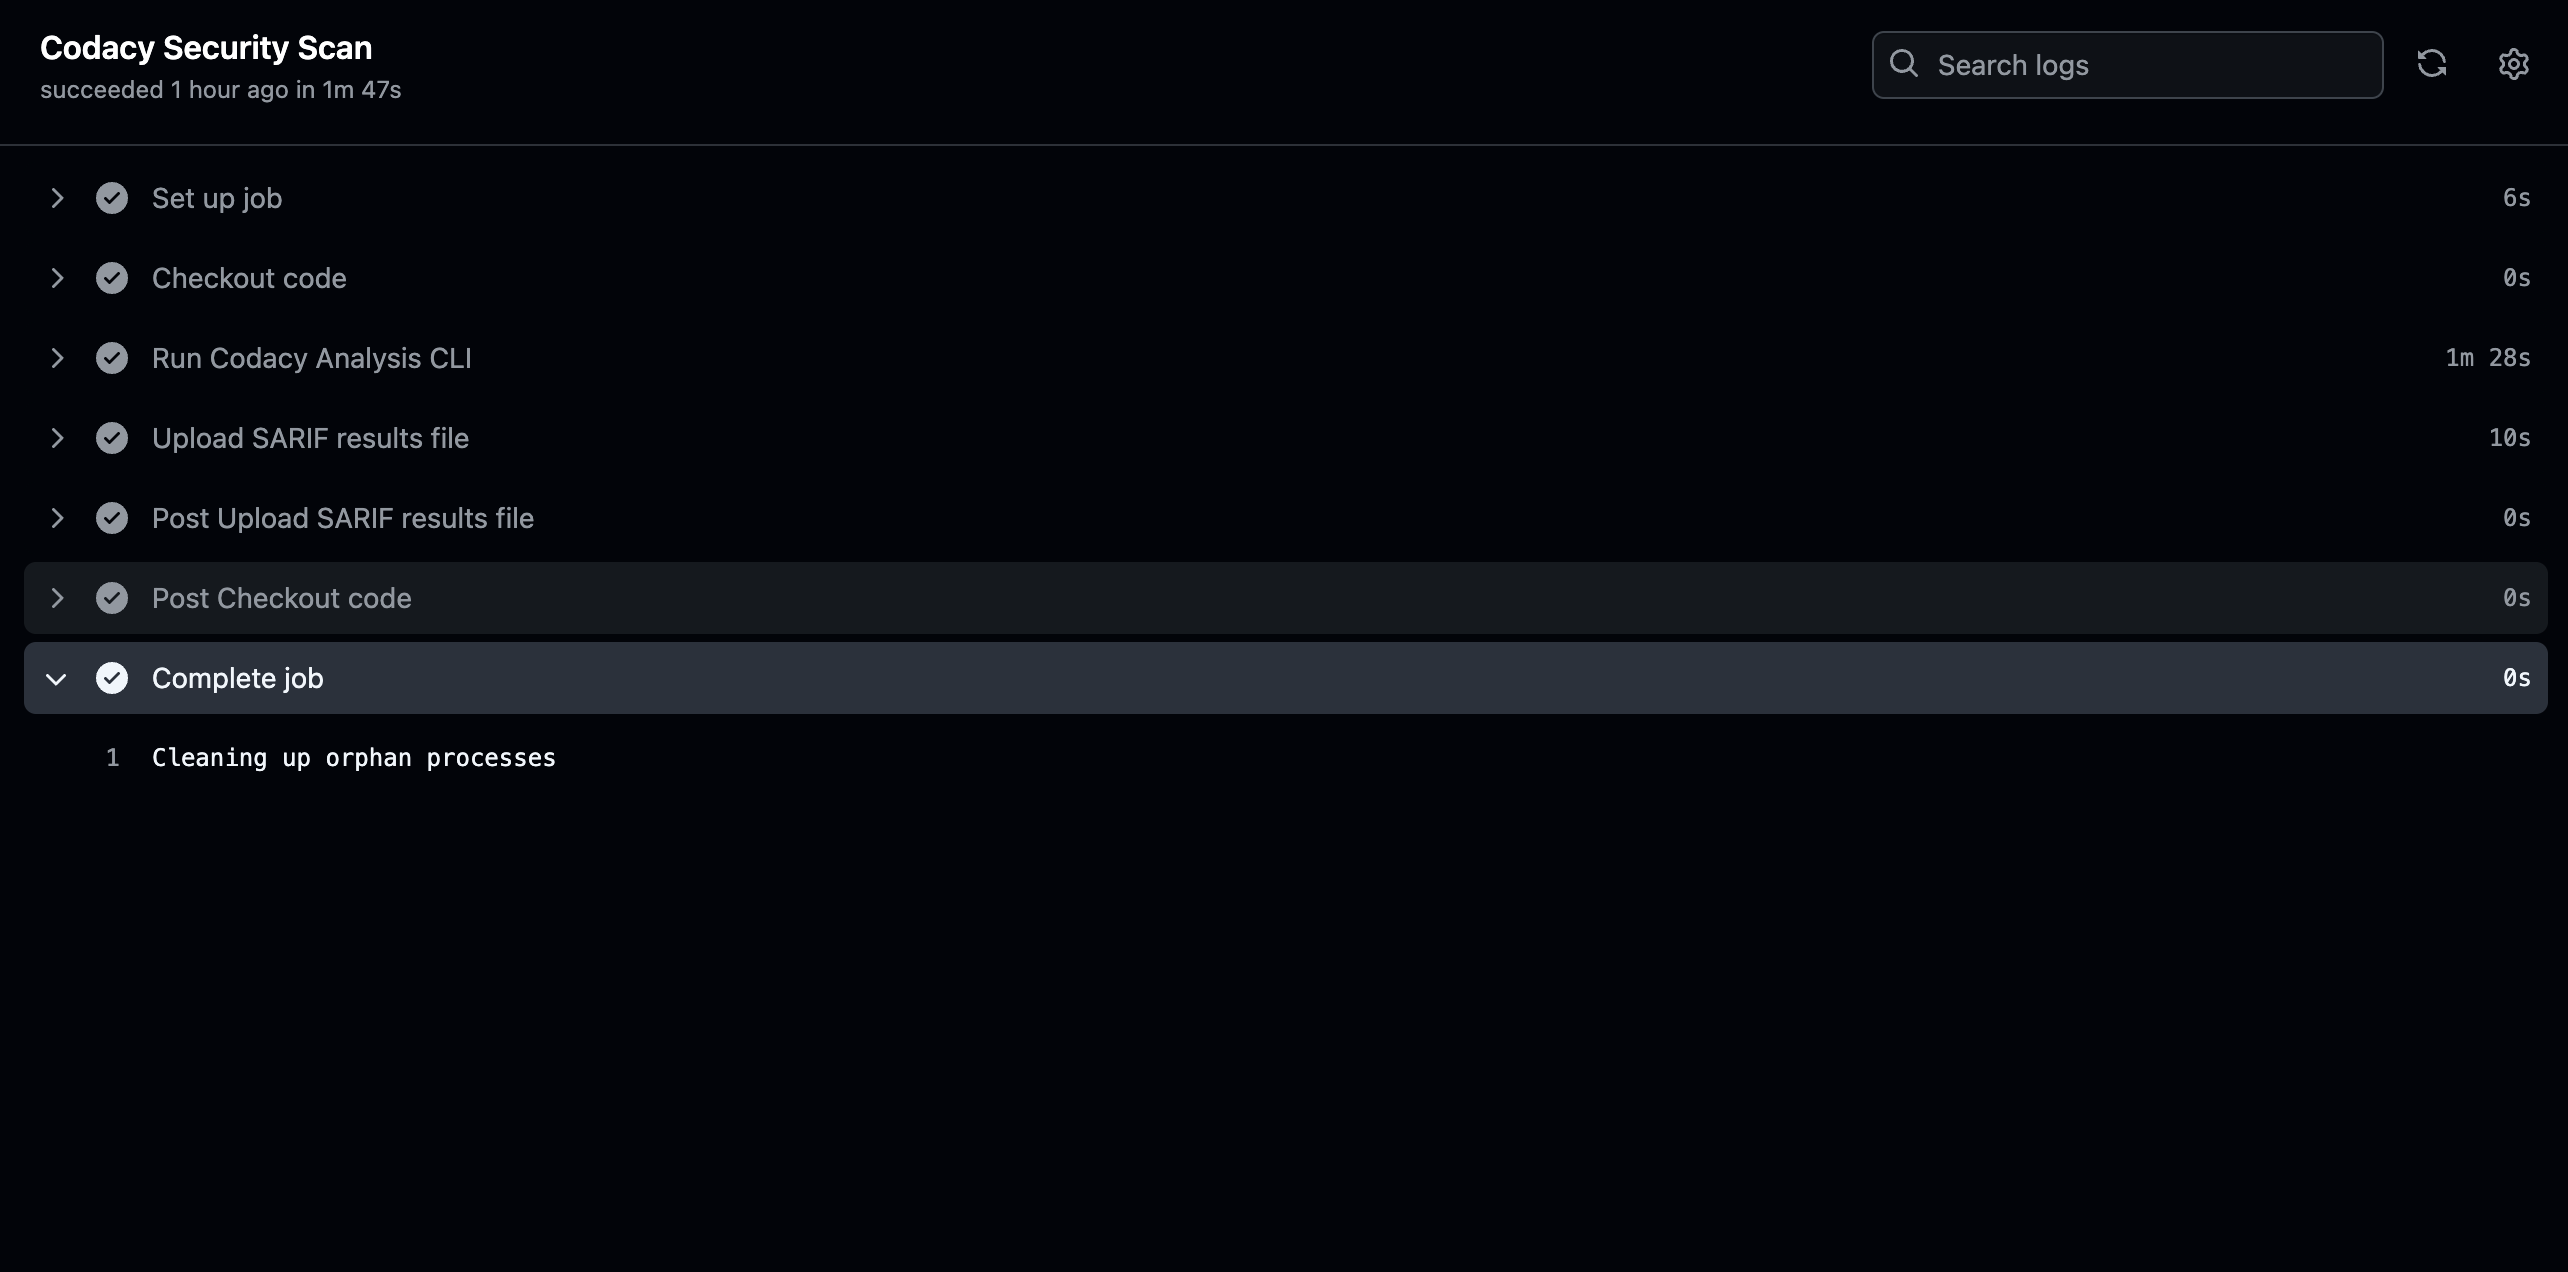 Codacy Security Scan
succeeded 1 hour ago in 1m 47s
Search logs
Set up job 6s
Checkout code 0s
Run Codacy Analysis CLI 1m 28s
Upload SARIF results file 10s
Post Upload SARIF results file 0s
Post Checkout code 0s
Complete job 0s
1 Cleaning up orphan processes